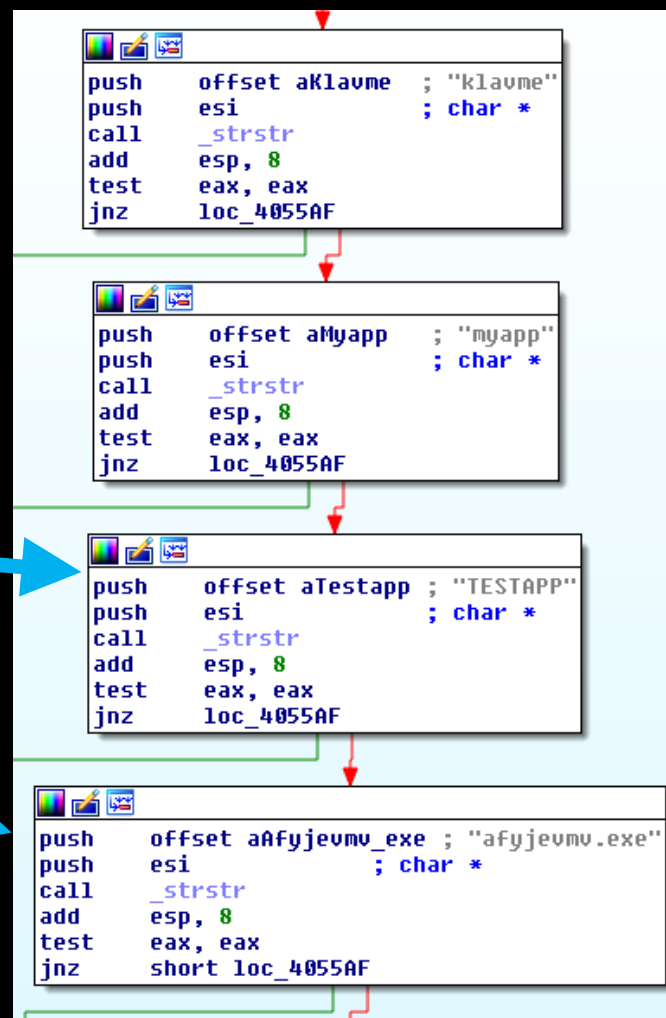 push offset aKlavme ; "klavme"
push esi ; char *
call _strstr
add esp, 8
test eax, eax
jnz loc_4055AF
push offset aMyapp ; "myapp"
push esi ; char *
call _strstr
add esp, 8
test eax, eax
jnz loc_4055AF
push offset aTestapp ; "TESTAPP"
push esi ; char *
call _strstr
add esp, 8
test eax, eax
jnz loc_4055AF
push offset aAfyjevmv_exe ; "afyjevmv.exe"
push esi ; char *
call _strstr
add esp, 8
test eax, eax
jnz short loc_4055AF